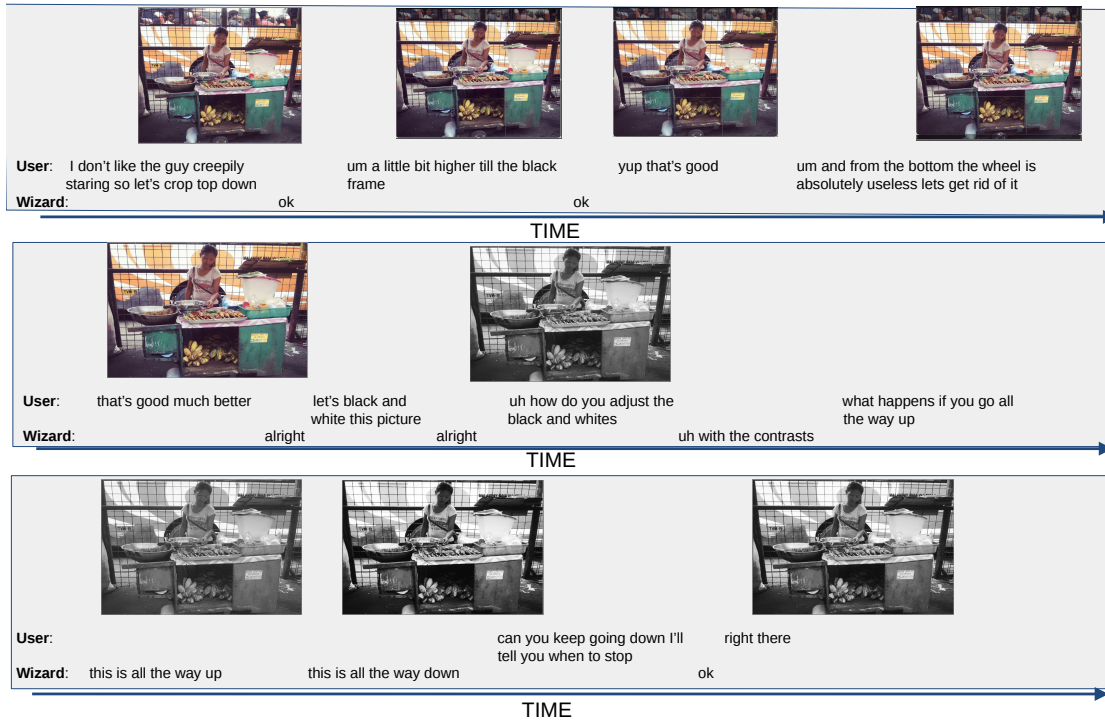 User: I don't like the guy creepily um a little bit higher till the black yup that's good um and from the bottom the wheel is
staring so let's crop top down frame absolutely useless lets get rid of it
Wizard: ok ok
TIME
User: that's good much better let's black and uh how do you adjust the what happens if you go all
white this picture black and whites the way up
Wizard: alright alright uh with the contrasts
TIME
User: can you keep going down I'll right there
tell you when to stop
Wizard: this is all the way up this is all the way down ok
TIME